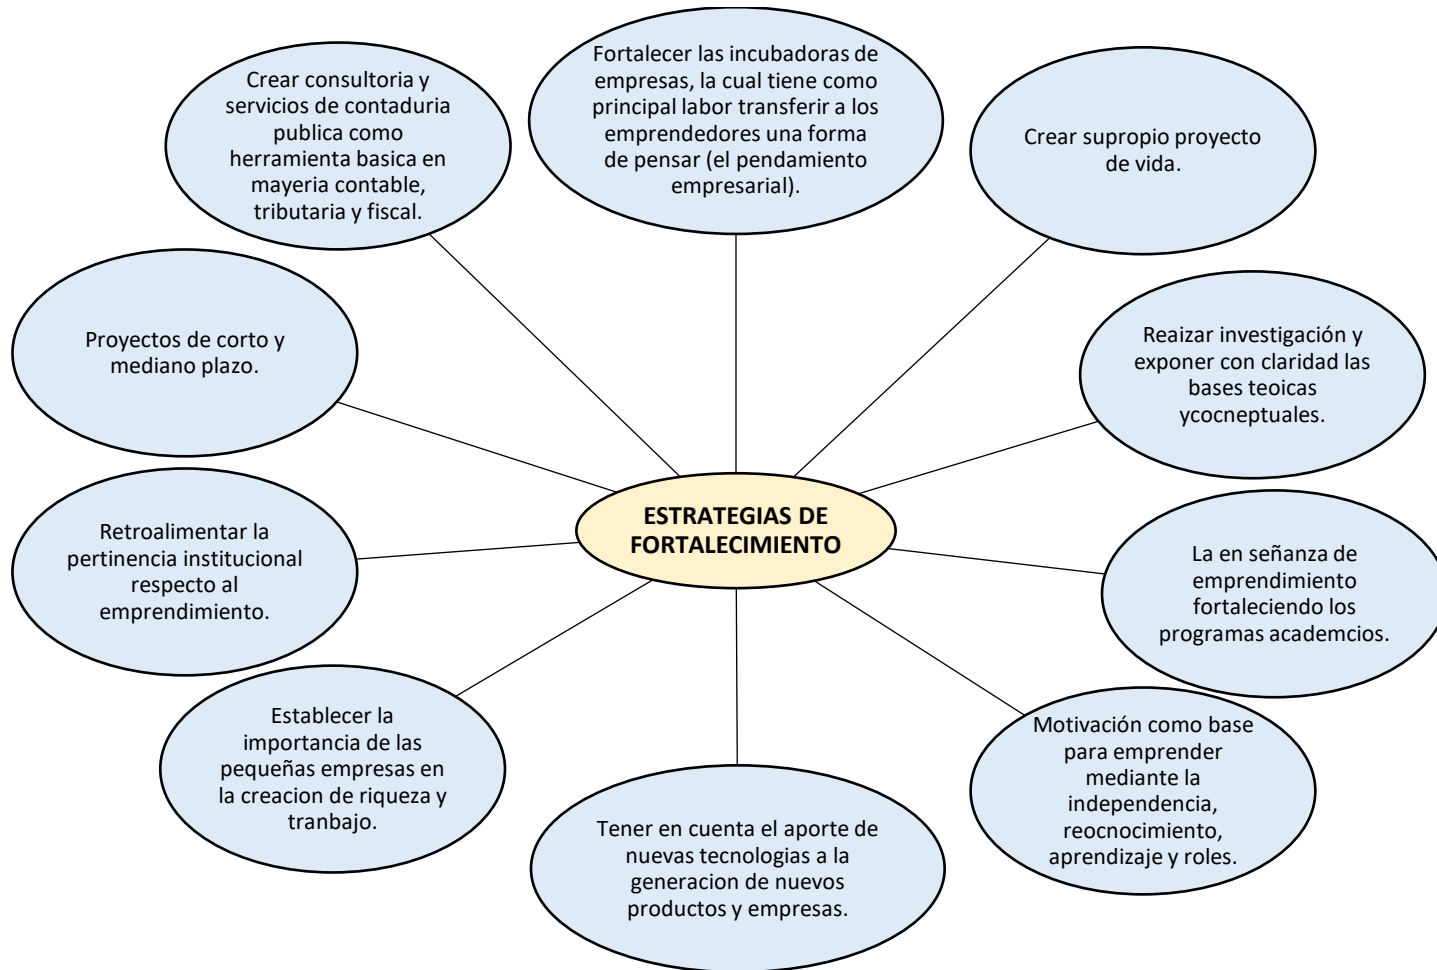 Crear consultoria y
servicios de contaduria
publica como
herramienta basica en
mayeria contable,
tributaria y fiscal.
Fortalecer las incubadoras de
empresas, la cual tiene como
principal labor transferir a los
emprendedores una forma
de pensar (el pendamiento
empresarial).
Crear supropio proyecto
de vida.
Proyectos de corto y
mediano plazo.
Reaizar investigación y
exponer con claridad las
bases teoicas
ycocneptuales.
ESTRATEGIAS DE
FORTALECIMIENTO
Retroalimentar la
pertinencia institucional
respecto al
emprendimiento.
La en señanza de
emprendimiento
fortaleciendo los
programas academcios.
Establecer la
importancia de las
pequeñas empresas en
la creacion de riqueza y
tranbajo.
Tener en cuenta el aporte de
nuevas tecnologias a la
generacion de nuevos
productos y empresas.
Motivación como base
para emprender
mediante la
independencia,
reocnocimiento,
aprendizaje y roles.